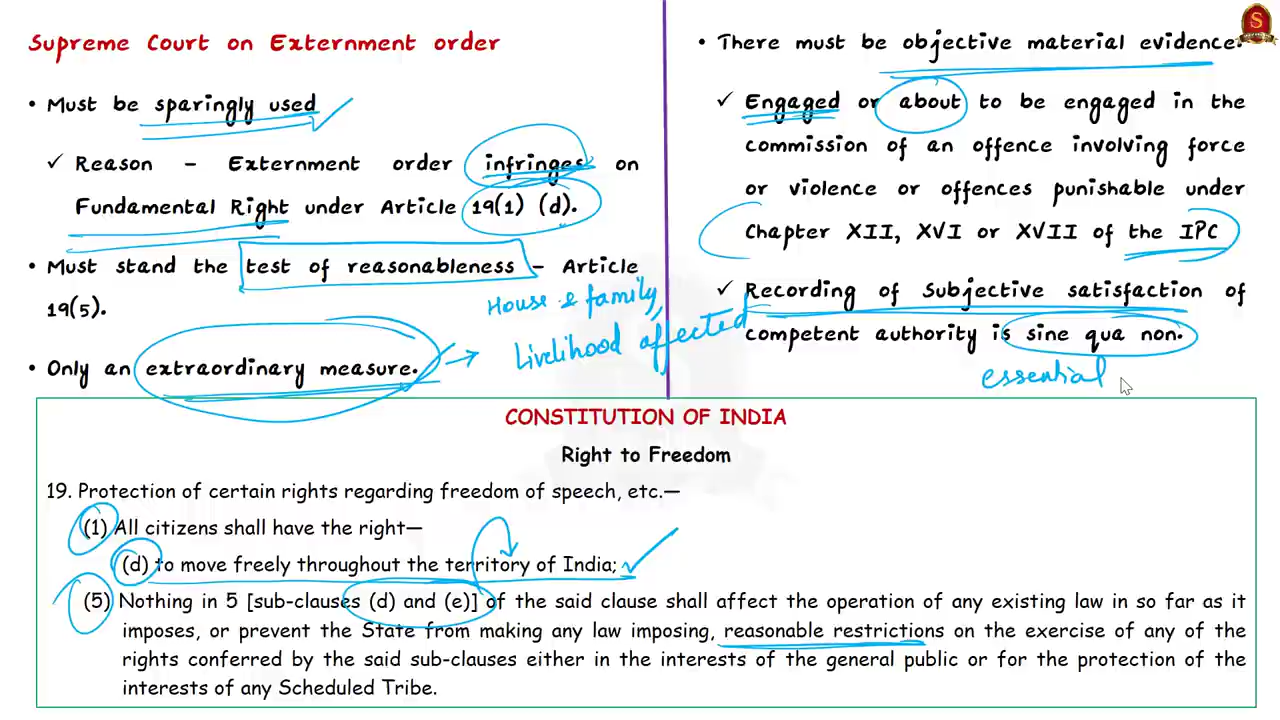 Supreme Court on Externment order
• Must be sparingly used
✓ Reason – Externment order infringes on
Fundamental Right under Article 19(1) (d).
• Must stand the test of reasonableness – Article
19(5).
House & family,
Livelihood affected
• Only an extraordinary measure.
• There must be objective material evidence.
✓ Engaged or about to be engaged in the
commission of an offence involving force
or violence or offences punishable under
Chapter XII, XVI or XVII of the IPC
✓ Recording of Subjective satisfaction of
competent authority is sine qua non.
essential
S
CONSTITUTION OF INDIA
Right to Freedom
19. Protection of certain rights regarding freedom of speech, etc.—
(1) All citizens shall have the right—
(d) to move freely throughout the territory of India;
(5) Nothing in 5 [sub-clauses (d) and (e)] of the said clause shall affect the operation of any existing law in so far as it
imposes, or prevent the State from making any law imposing, reasonable restrictions on the exercise of any of the
rights conferred by the said sub-clauses either in the interests of the general public or for the protection of the
interests of any Scheduled Tribe.